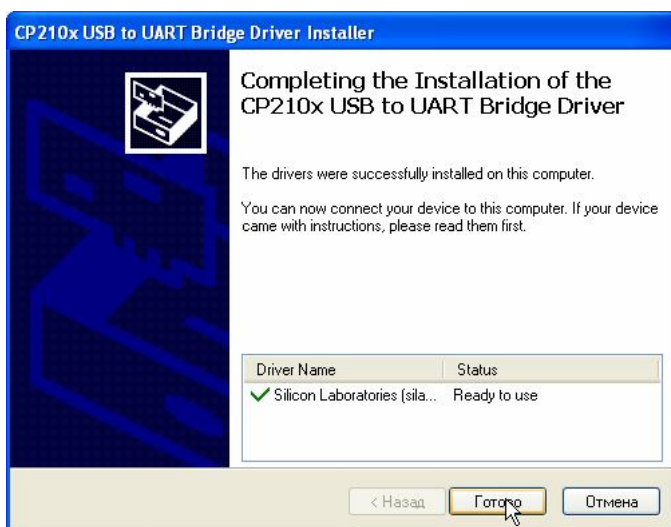 CP210x USB to UART Bridge Driver Installer
Completing the Installation of the
CP210x USB to UART Bridge Driver
The drivers were successfully installed on this computer.
You can now connect your device to this computer. If your device
came with instructions, please read them first.
Driver Name Status
Silicon Laboratories (sila... Ready to use
< Назад Готово Отмена